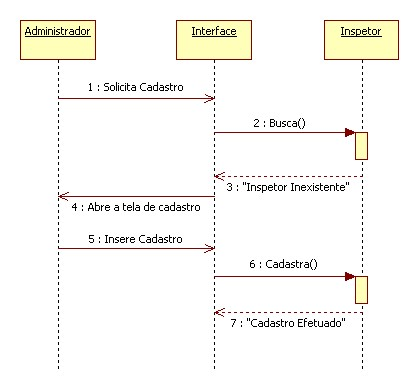 Administrador
Interface
Inspetor
1 : Solicita Cadastro
2 : Busca()
3 : "Inspetor Inexistente"
4 : Abre a tela de cadastro
5 : Insere Cadastro
6 : Cadastra()
7 : "Cadastro Efetuado"